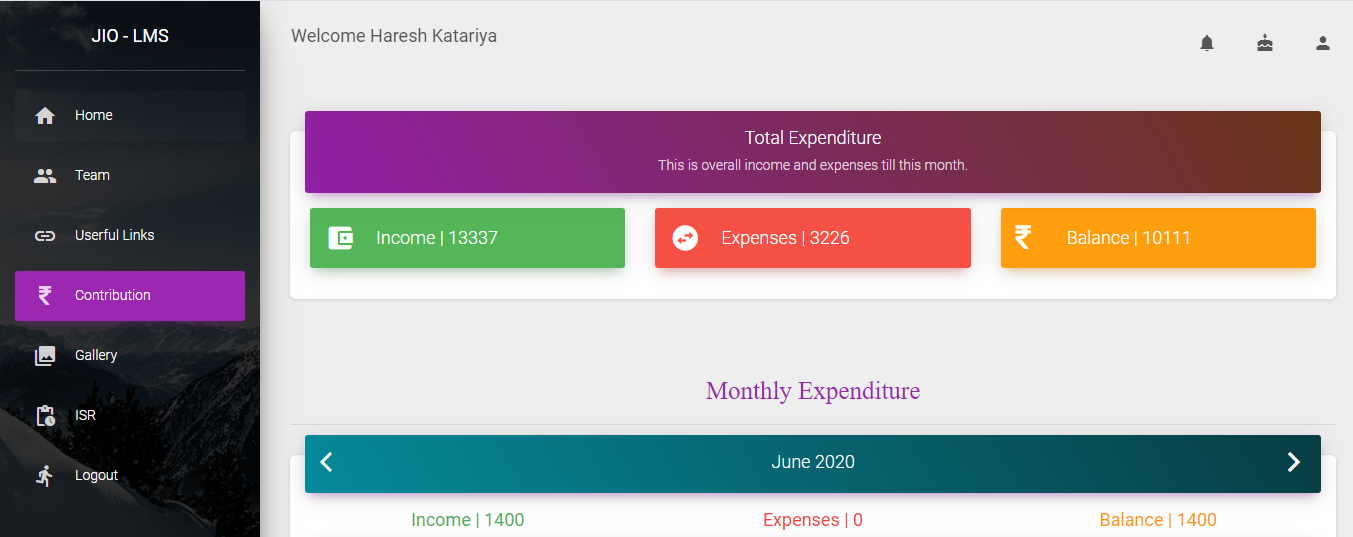 JIO - LMS
Home
Team
Userful Links
Contribution
Gallery
ISR
Logout
Welcome Haresh Katariya
Total Expenditure
This is overall income and expenses till this month.
Income | 13337
Expenses | 3226
₹ Balance | 10111
Monthly Expenditure
June 2020
Income | 1400
Expenses | 0
Balance | 1400